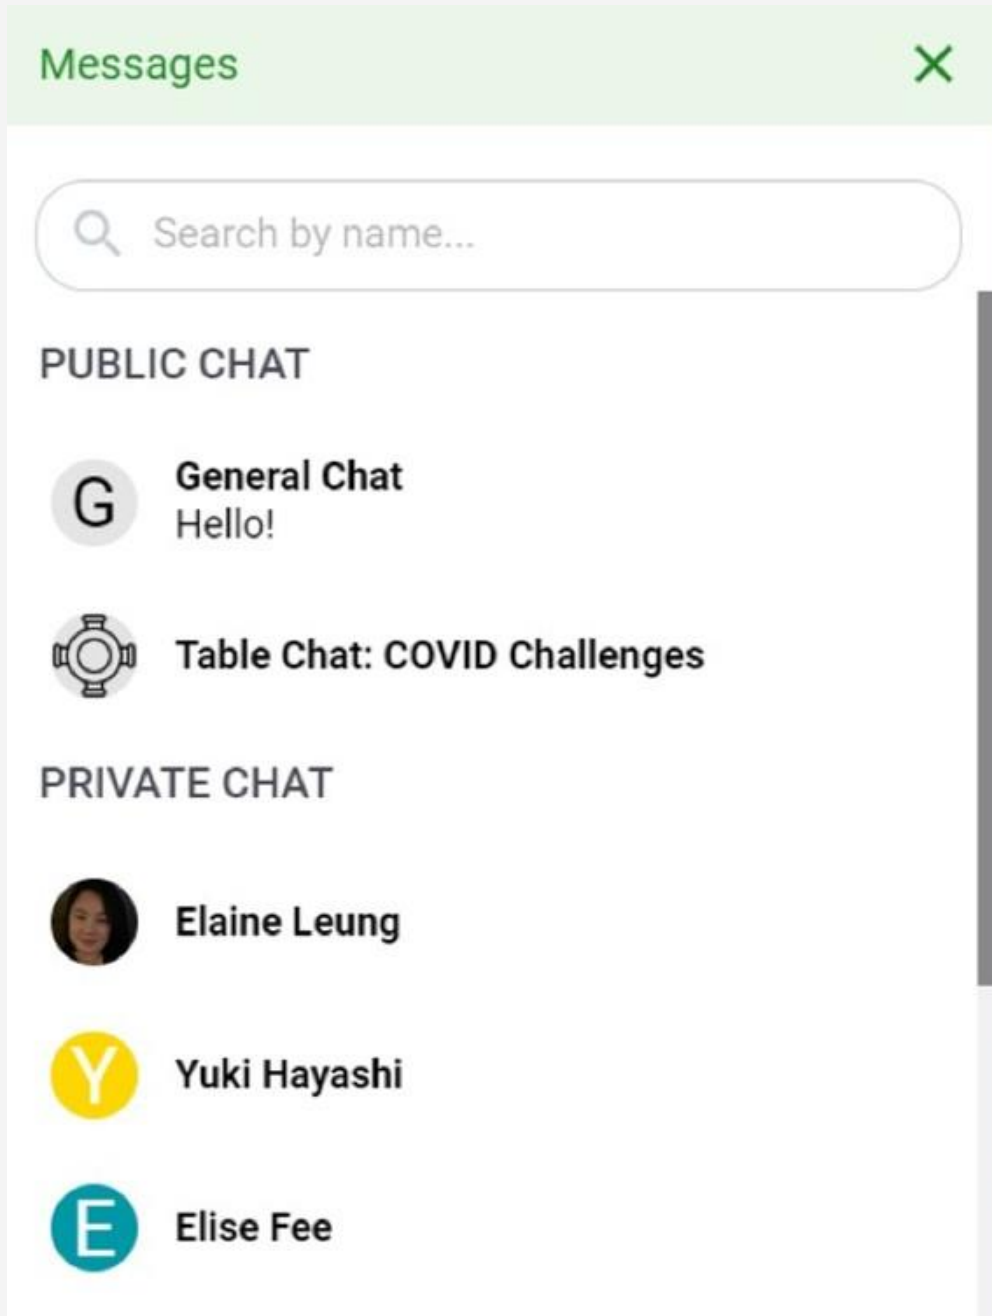 Messages
Search by name...
PUBLIC CHAT
G
General Chat
Hello!
Table Chat: COVID Challenges
PRIVATE CHAT
Elaine Leung
Y
Yuki Hayashi
E
Elise Fee